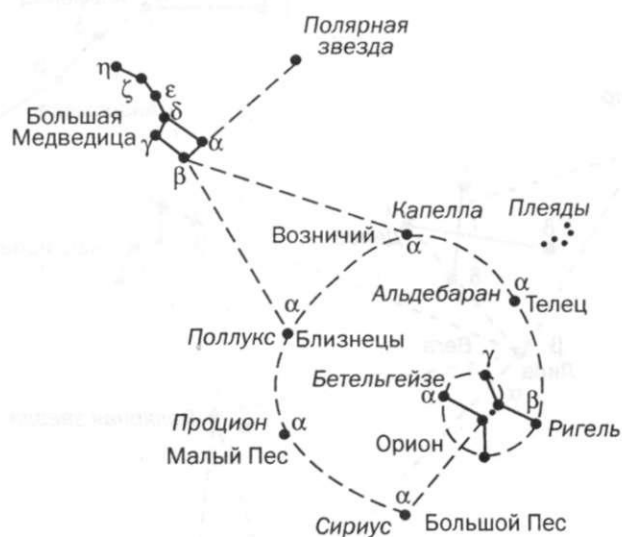 Полярная
звезда
η
ζ
ε
δ
Большая
Медведица
γ
α
β
Капелла
Плеяды
Возничий
α
α
Альдебаран
Телец
α
Поллукс
Близнецы
γ
Бетельгейзе
α
β
Процион
α
Орион
Ригель
Малый Пес
α
Сириус
Большой Пес